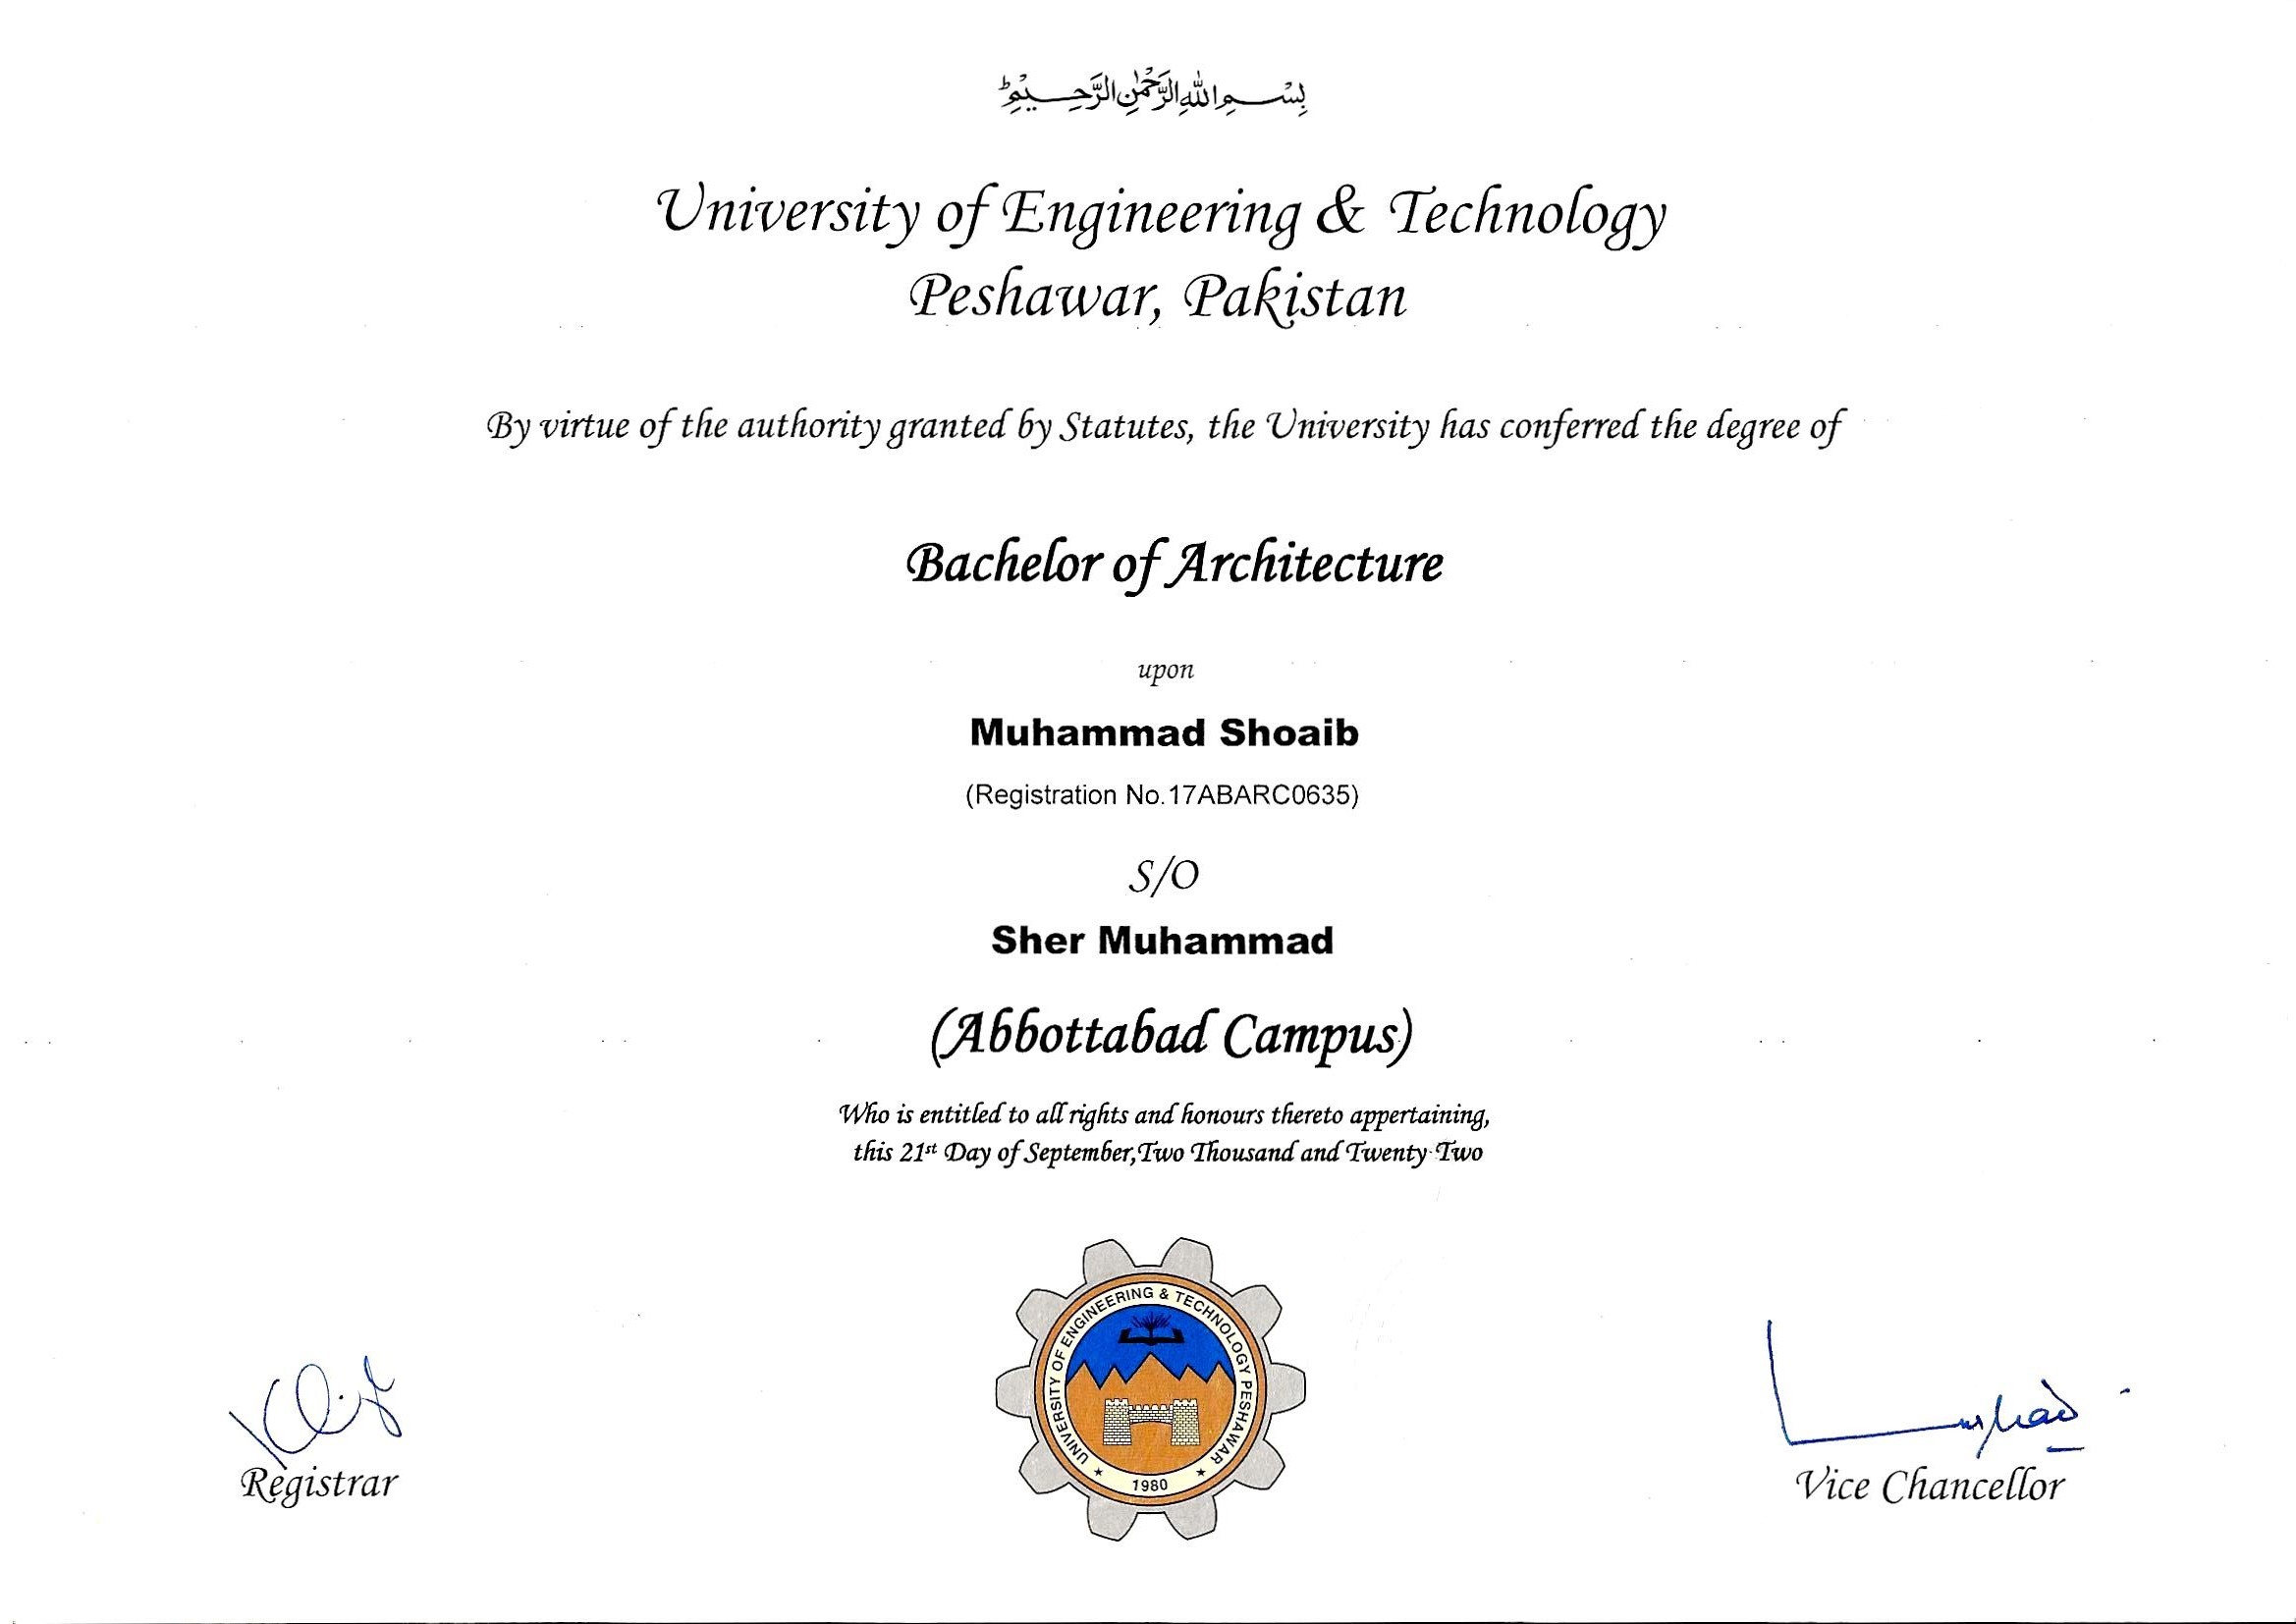 بِسْمِ اللهِ الرَّحْمٰنِ الرَّحِيْمِ
University of Engineering & Technology
Peshawar, Pakistan
By virtue of the authority granted by Statutes, the University has conferred the degree of
Bachelor of Architecture
upon
Muhammad Shoaib
(Registration No.17ABARC0635)
S/O
Sher Muhammad
(Abbottabad Campus)
Who is entitled to all rights and honours thereto appertaining,
this 21st Day of September,Two Thousand and Twenty Two
UNIVERSITY OF ENGINEERING & TECHNOLOGY PESHAWAR
1980
Registrar
Vice Chancellor